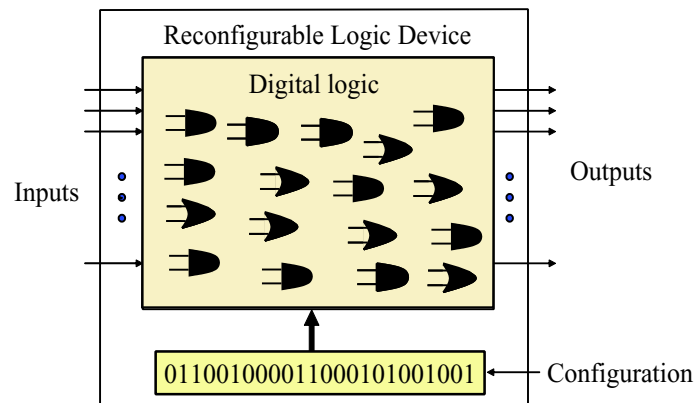 Reconfigurable Logic Device
Digital logic
Inputs
Outputs
011001000011000101001001
Configuration